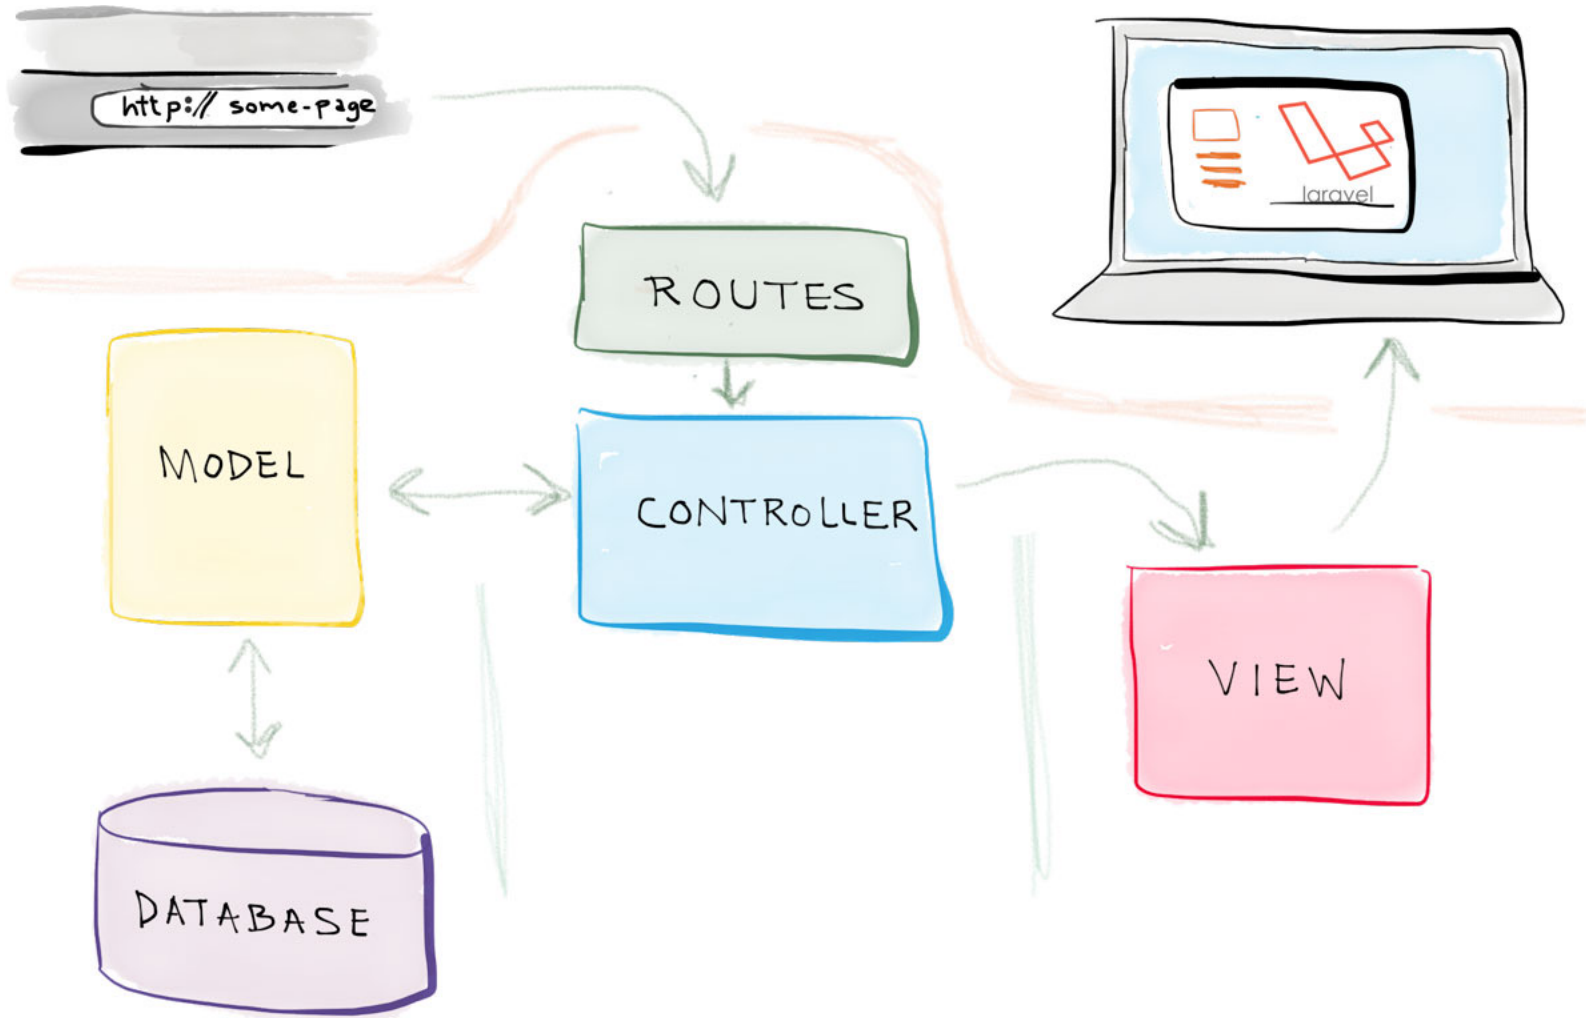 http:// some-page
laravel
ROUTES
MODEL
CONTROLLER
VIEW
DATABASE